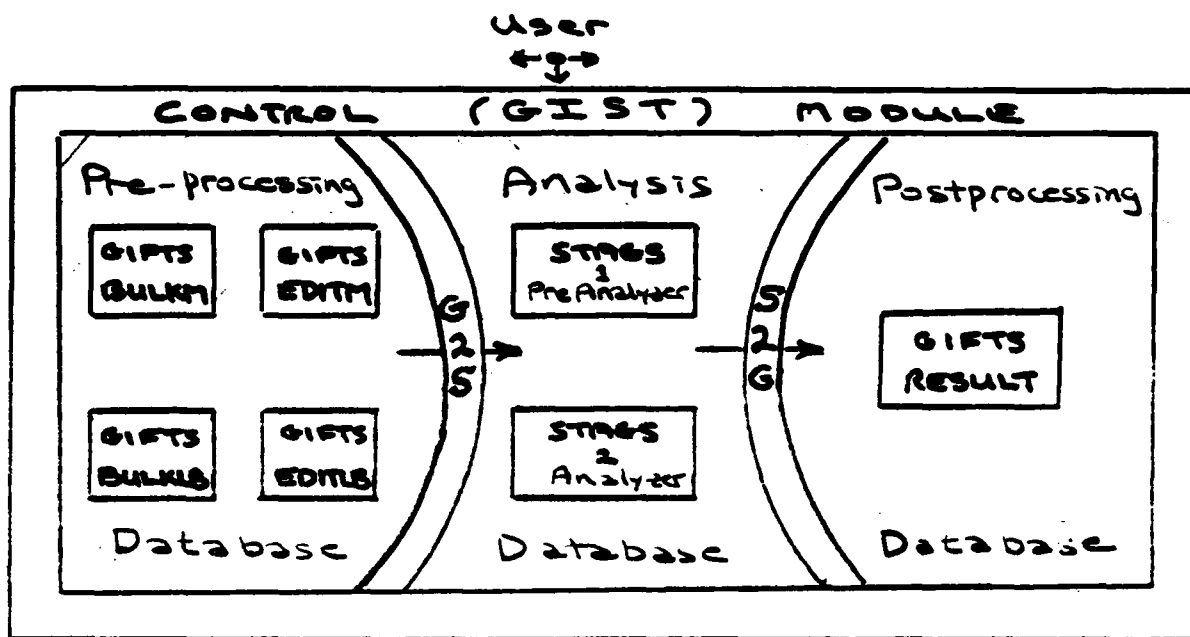 User
CONTROL (GIST) MODULE
Pre-processing
GIFTS
BULKM
GIFTS
EDITM
GIFTS
BULKLB
GIFTS
EDITLB
Database
G
2
S
Analysis
STAGS
1
PreAnalyzer
STAGS
2
Analyzer
Database
S
2
G
Postprocessing
GIFTS
RESULT
Database